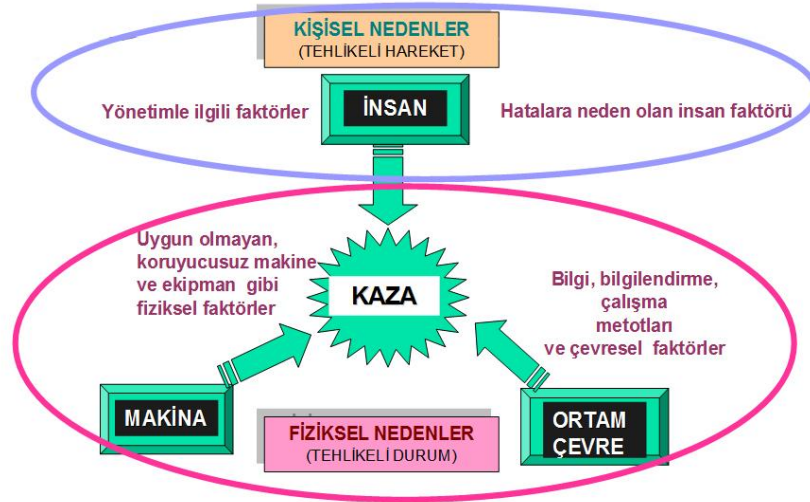 KİŞİSEL NEDENLER
(TEHLİKELİ HAREKET)
İNSAN
Yönetimle ilgili faktörler
Hatalara neden olan insan faktörü
Uygun olmayan,
koruyucusuz makine
ve ekipman gibi
fiziksel faktörler
KAZA
Bilgi, bilgilendirme,
çalışma
metotları
ve çevresel faktörler
MAKİNA
FİZİKSEL NEDENLER
(TEHLİKELİ DURUM)
ORTAM
ÇEVRE